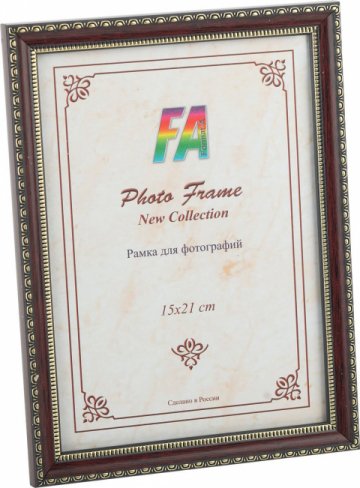 FA
Photo Frame
New Collection
Рамка для фотографий
15x21 cm
Сделано в России